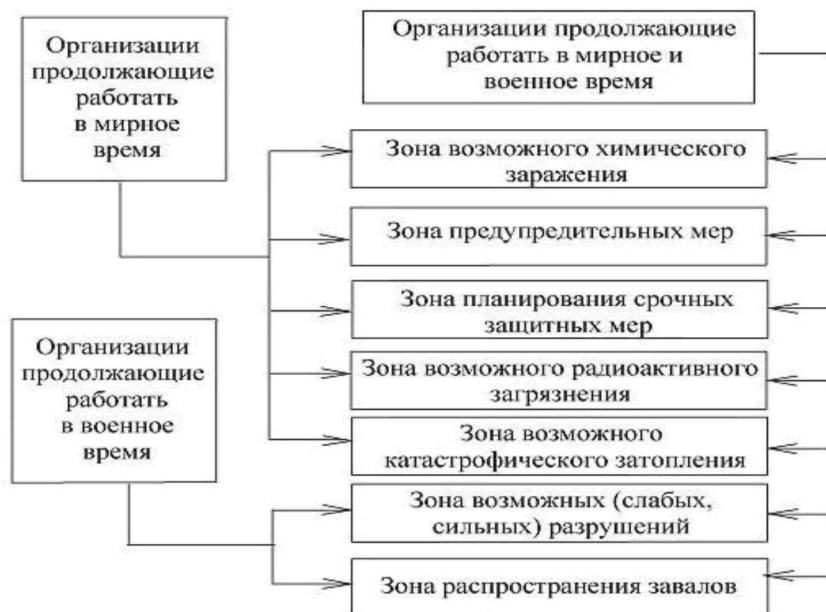 Организации
продолжающие
работать
в мирное
время
Организации продолжающие
работать в мирное и
военное время
Зона возможного химического
заражения
Зона предупредительных мер
Зона планирования срочных
защитных мер
Организации
продолжающие
работать
в военное
время
Зона возможного радиоактивного
загрязнения
Зона возможного
катастрофического затопления
Зона возможных (слабых,
сильных) разрушений
Зона распространения завалов